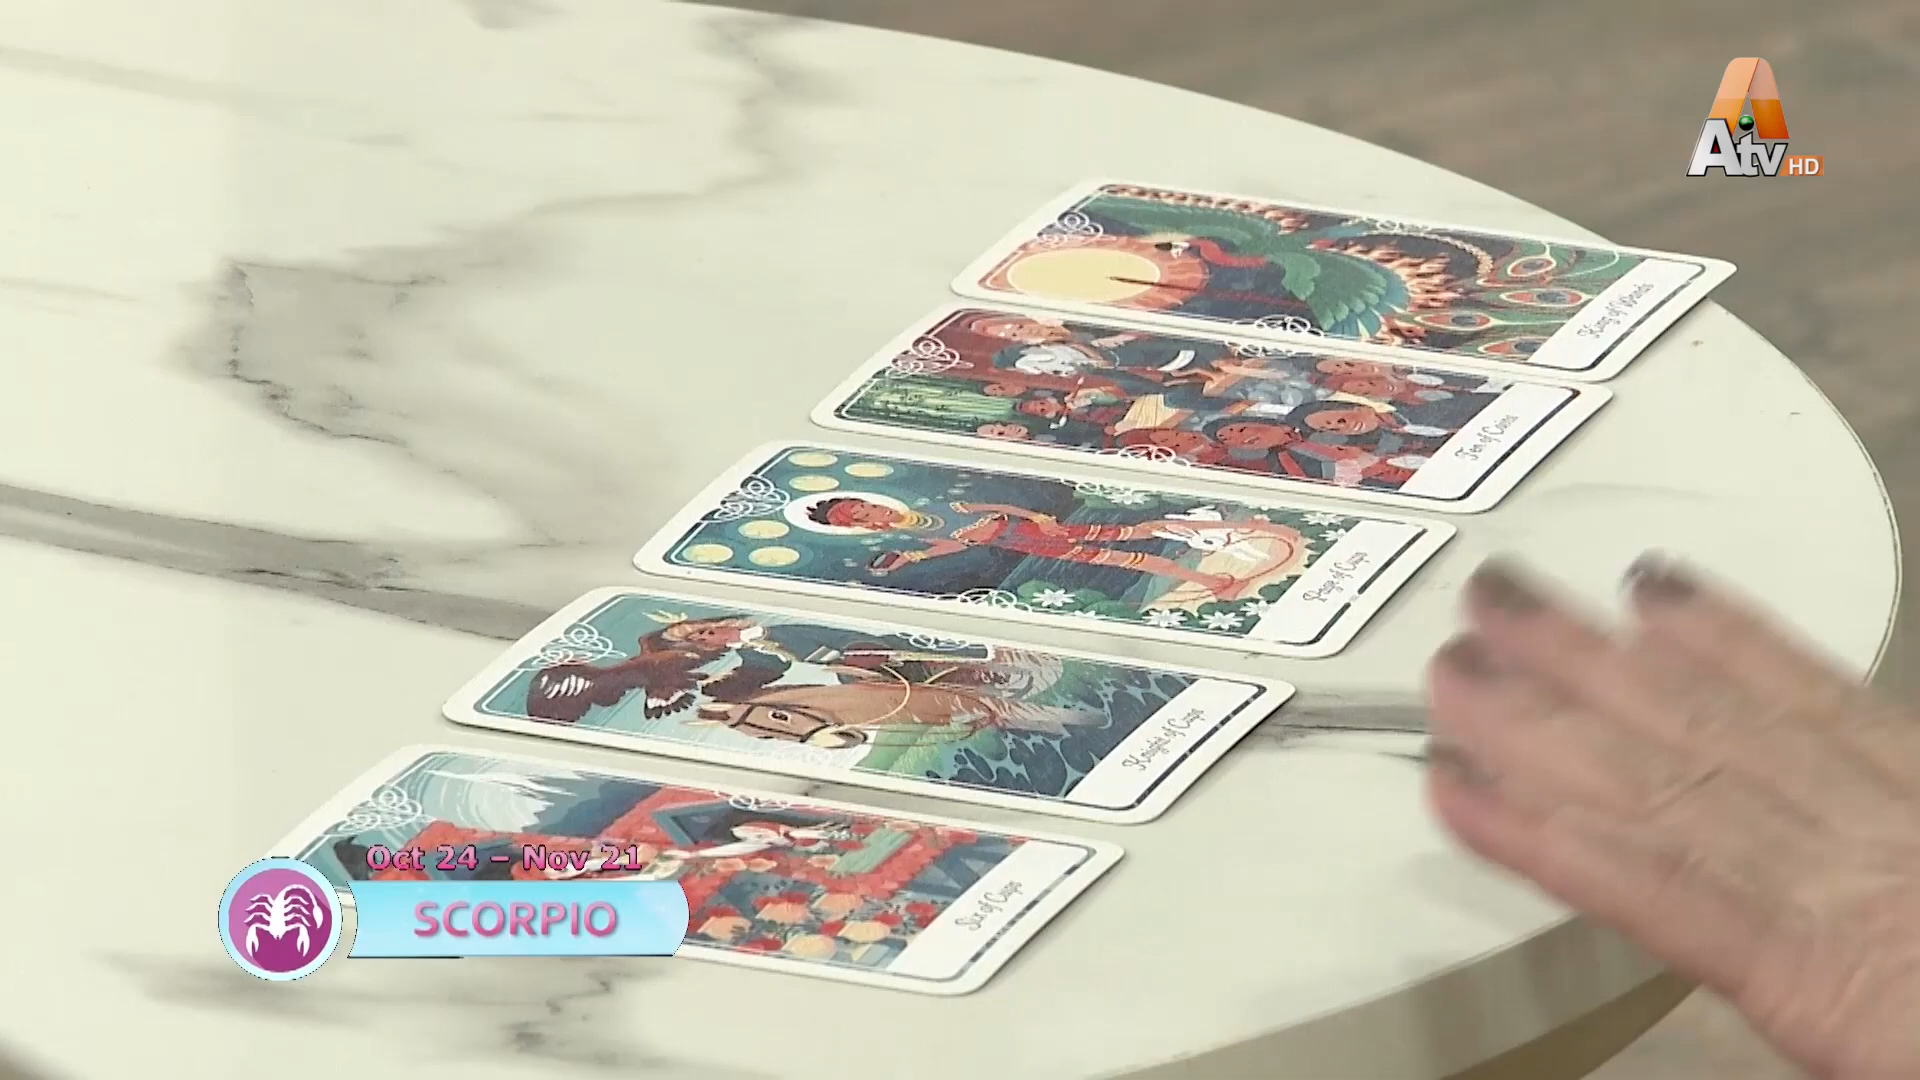 Atv HD
King of Wands
Ten of Coins
Page of Cups
Knight of Cups
Six of Cups
Oct 24 – Nov 21
SCORPIO